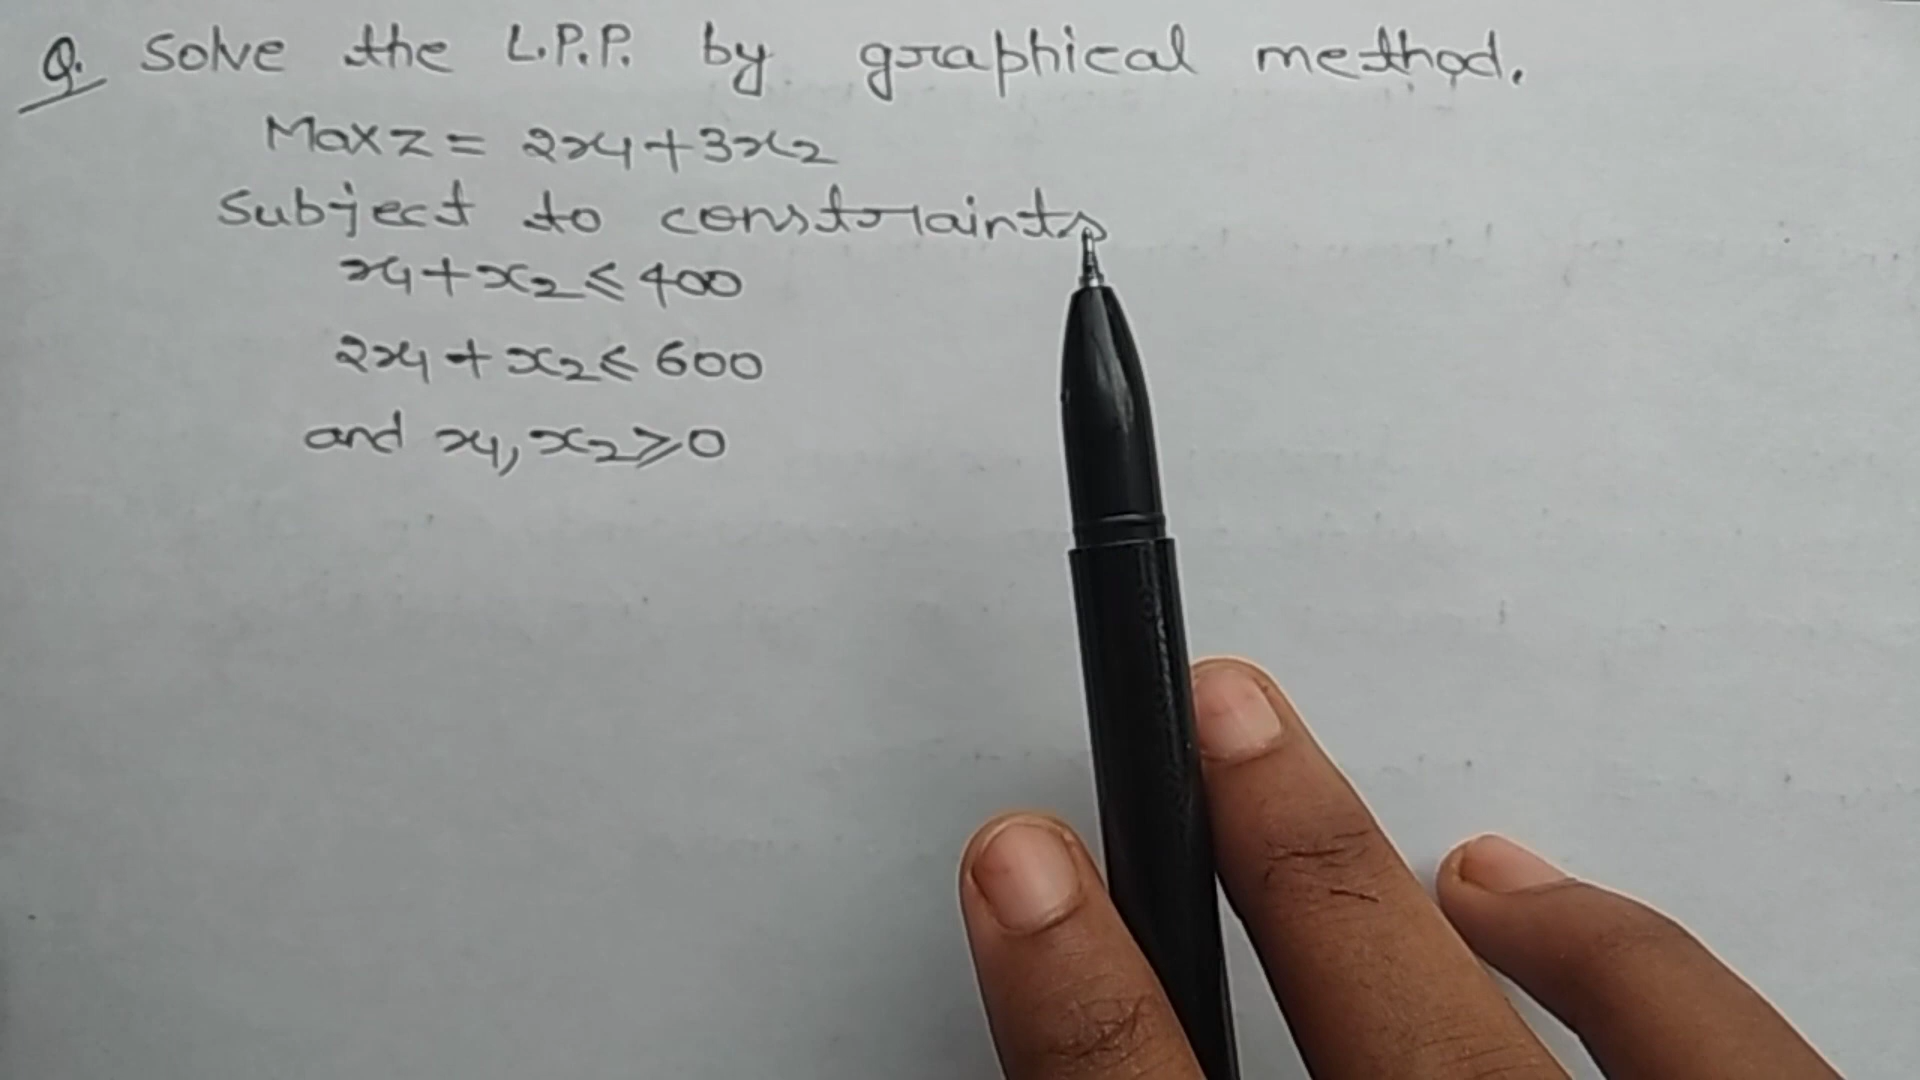 Q. Solve the L.P.P. by graphical method.
Max Z = 2x₁+3x₂
Subject to constraints
x₁+x₂≤400
2x₁+x₂≤600
and x₁,x₂≥0